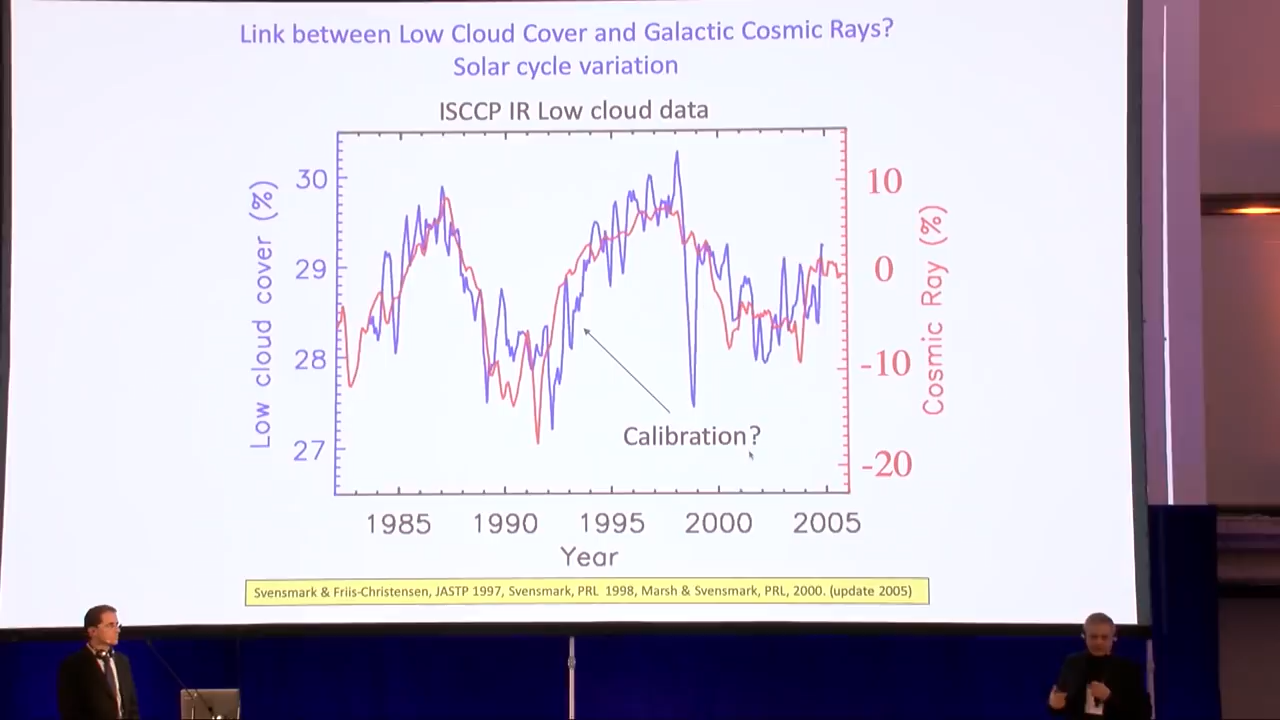 Link between Low Cloud Cover and Galactic Cosmic Rays?
Solar cycle variation
ISCCP IR Low cloud data
Low cloud cover (%)
30
29
28
27
10
0
-10
-20
Cosmic Ray (%)
Calibration?
1985 1990 1995 2000 2005
Year
Svensmark & Friis-Christensen, JASTP 1997, Svensmark, PRL 1998, Marsh & Svensmark, PRL, 2000. (update 2005)